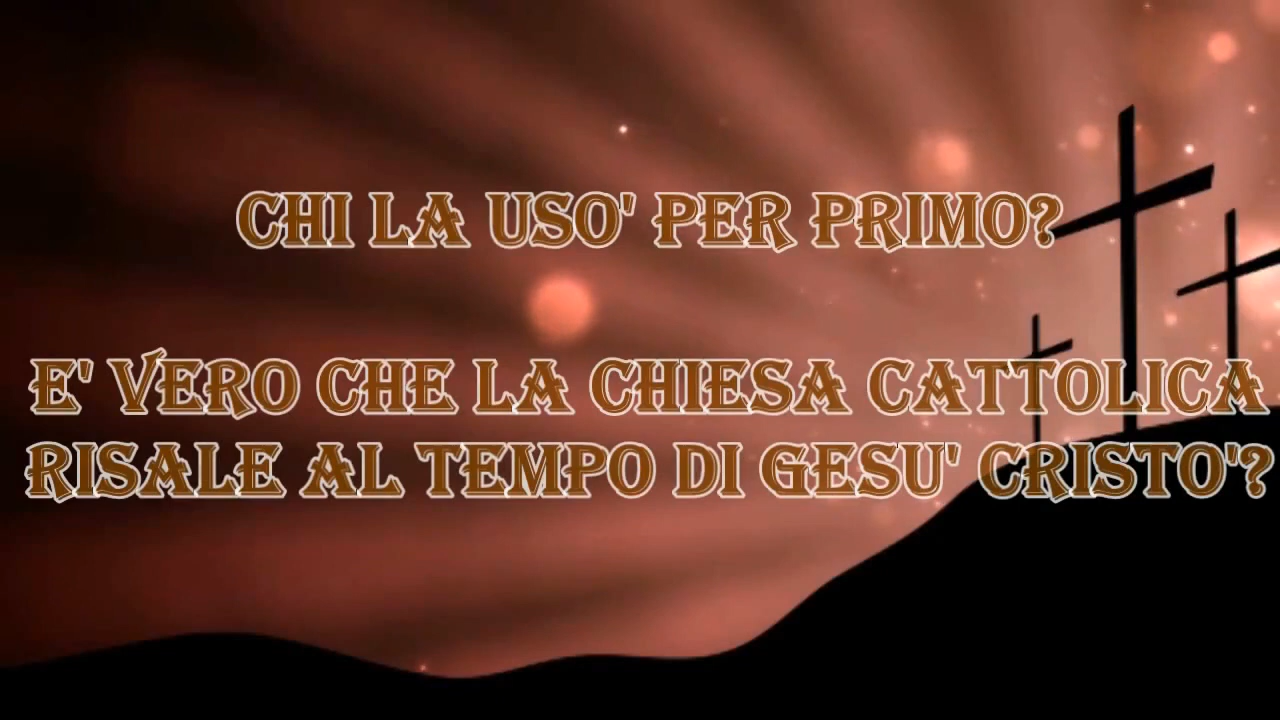 CHI LA USO' PER PRIMO?
E' VERO CHE LA CHIESA CATTOLICA
RISALE AL TEMPO DI GESU' CRISTO'?